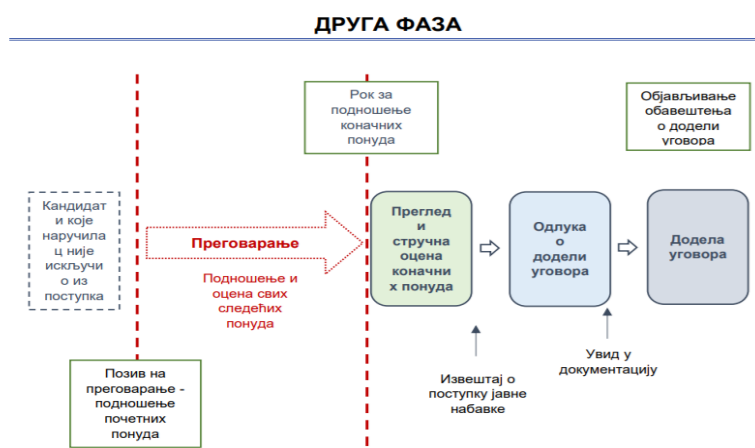 ДРУГА ФАЗА
Рок за
подношење
коначних
понуда
Објављивање
обавештења
о додели
уговора
Кандидат
и које
наручила
ц није
искључи
о из
поступка
Преговарање
Подношење и
оцена свих
следећих
понуда
Преглед
и
стручна
оцена
коначни
х понуда
Одлука
о
додели
уговора
Додела
уговора
Позив на
преговарање -
подношење
почетних
понуда
Извештај о
поступку јавне
набавке
Увид у
документацију